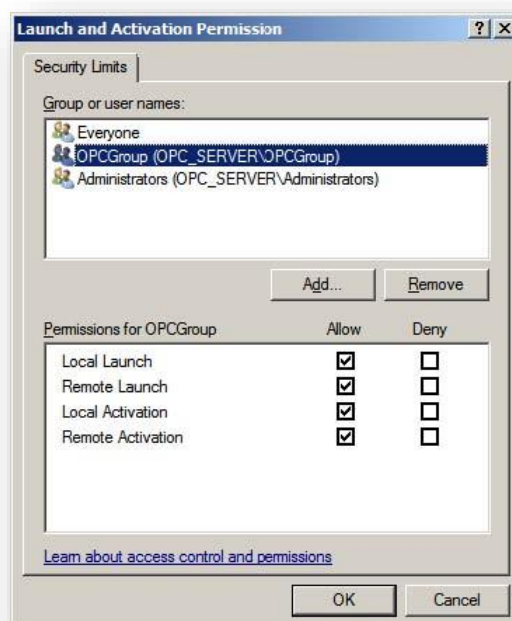 Launch and Activation Permission
Security Limits
Group or user names:
Everyone
OPCGroup (OPC_SERVER\OPCGroup)
Administrators (OPC_SERVER\Administrators)
Add... Remove
Permissions for OPCGroup Allow Deny
Local Launch
Remote Launch
Local Activation
Remote Activation
Learn about access control and permissions
OK Cancel